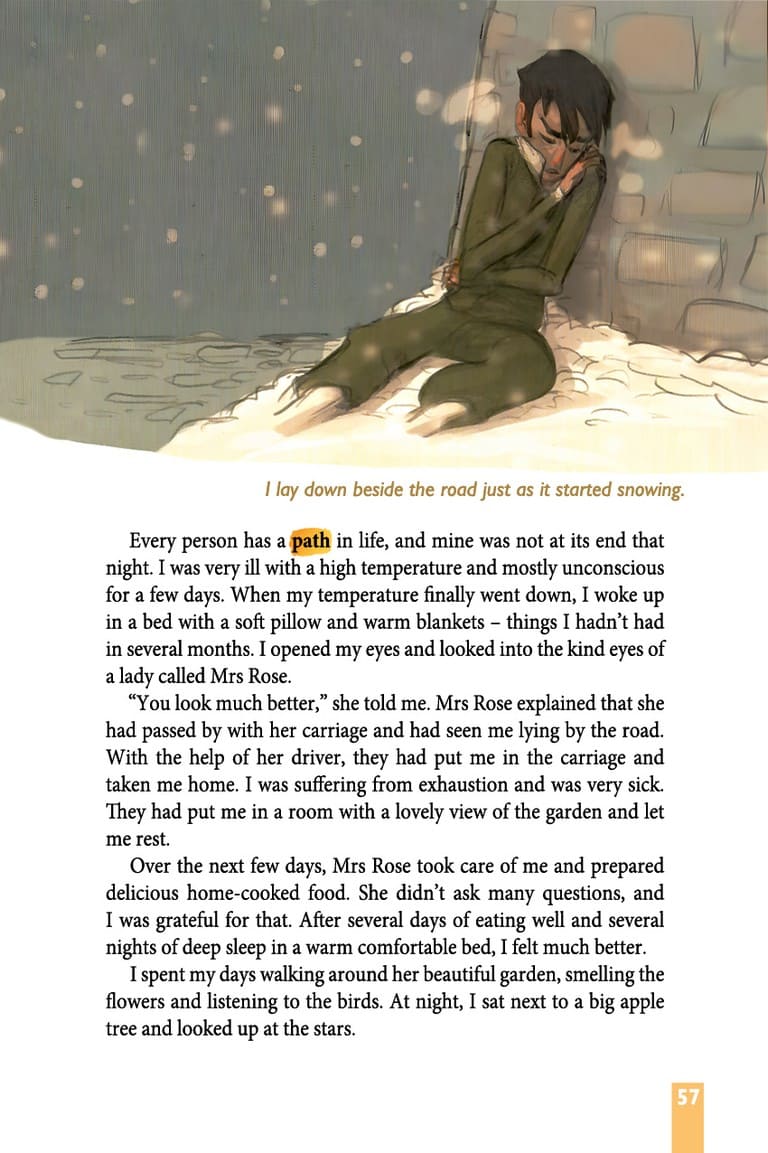 I lay down beside the road just as it started snowing.
Every person has a path in life, and mine was not at its end that
night. I was very ill with a high temperature and mostly unconscious
for a few days. When my temperature finally went down, I woke up
in a bed with a soft pillow and warm blankets – things I hadn’t had
in several months. I opened my eyes and looked into the kind eyes of
a lady called Mrs Rose.
“You look much better,” she told me. Mrs Rose explained that she
had passed by with her carriage and had seen me lying by the road.
With the help of her driver, they had put me in the carriage and
taken me home. I was suffering from exhaustion and was very sick.
They had put me in a room with a lovely view of the garden and let
me rest.
Over the next few days, Mrs Rose took care of me and prepared
delicious home-cooked food. She didn’t ask many questions, and
I was grateful for that. After several days of eating well and several
nights of deep sleep in a warm comfortable bed, I felt much better.
I spent my days walking around her beautiful garden, smelling the
flowers and listening to the birds. At night, I sat next to a big apple
tree and looked up at the stars.
57